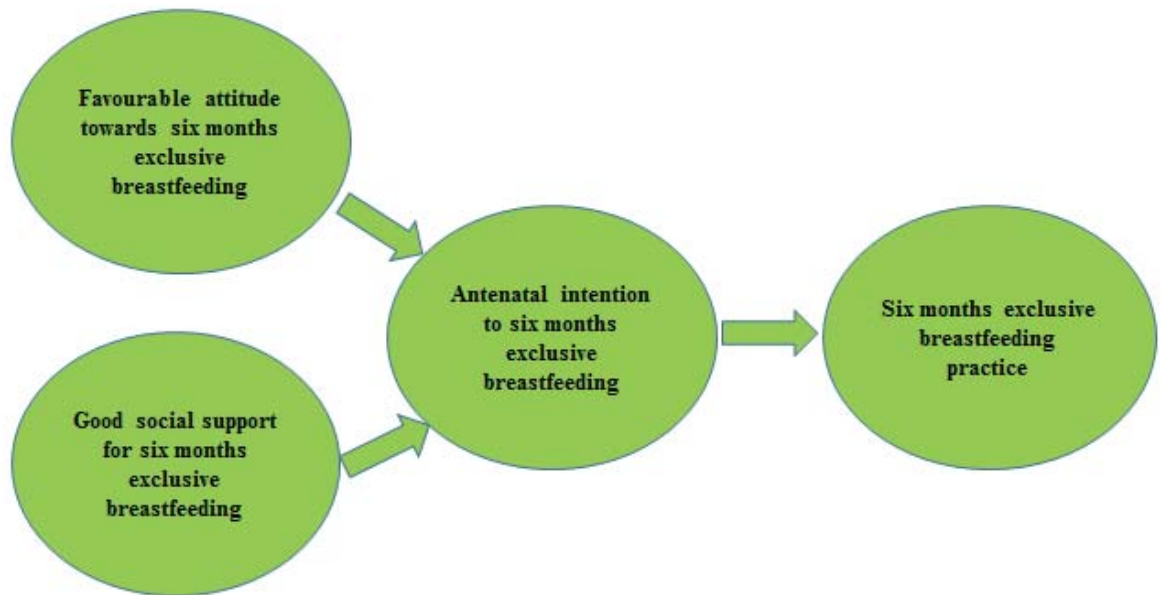 Favourable attitude
towards six months
exclusive
breastfeeding
Good social support
for six months
exclusive
breastfeeding
Antenatal intention
to six months
exclusive
breastfeeding
Six months exclusive
breastfeeding
practice